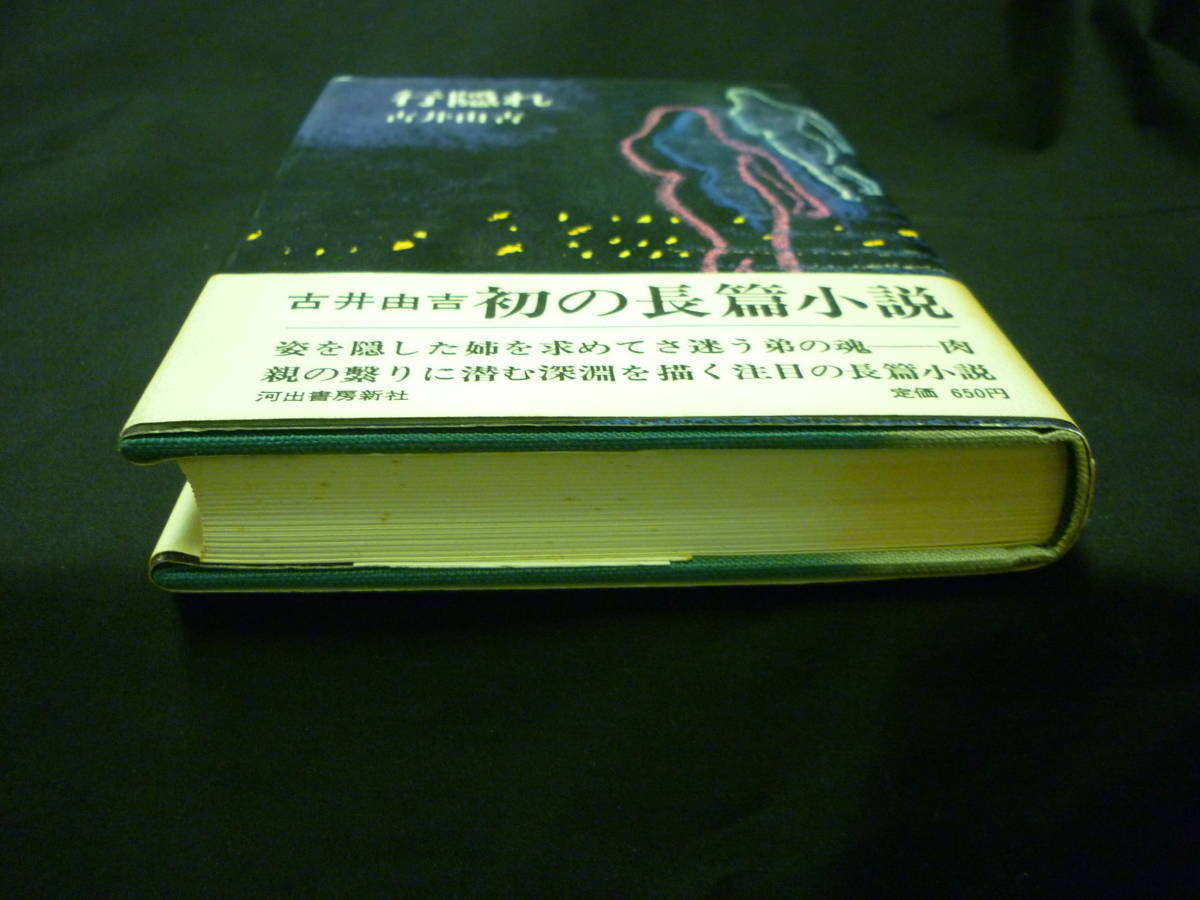 行隠れ
古井由吉
古井由吉 初の長篇小説
姿を隠した姉を求めてさ迷う弟の魂──肉
親の繫りに潜む深淵を描く注目の長篇小説
河出書房新社 定価 650円